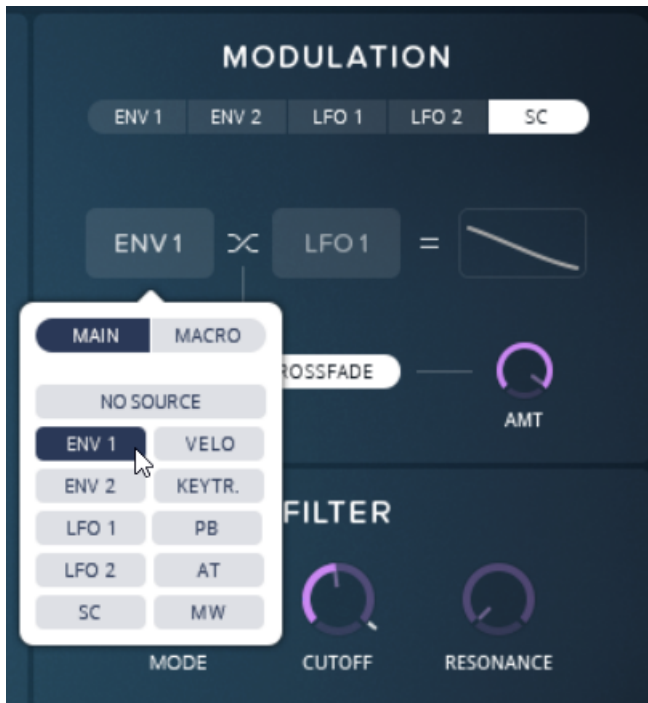 MODULATION
ENV 1 ENV 2 LFO 1 LFO 2 SC
ENV 1 LFO 1 =
MAIN MACRO
ROSSFADE
NO SOURCE
AMT
ENV 1 VELO
ENV 2 KEYTR.
FILTER
LFO 1 PB
LFO 2 AT
SC MW
MODE CUTOFF RESONANCE